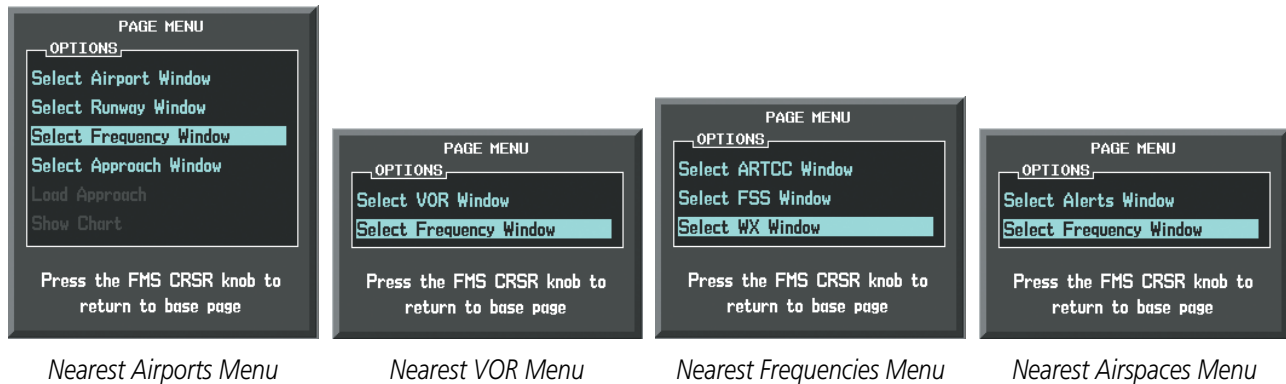 PAGE MENU
OPTIONS
Select Airport Window
Select Runway Window
Select Frequency Window
Select Approach Window
Load Approach
Show Chart
Press the FMS CRSR knob to
return to base page
Nearest Airports Menu
PAGE MENU
OPTIONS
Select VOR Window
Select Frequency Window
Press the FMS CRSR knob to
return to base page
Nearest VOR Menu
PAGE MENU
OPTIONS
Select ARTCC Window
Select FSS Window
Select WX Window
Press the FMS CRSR knob to
return to base page
Nearest Frequencies Menu
PAGE MENU
OPTIONS
Select Alerts Window
Select Frequency Window
Press the FMS CRSR knob to
return to base page
Nearest Airspaces Menu